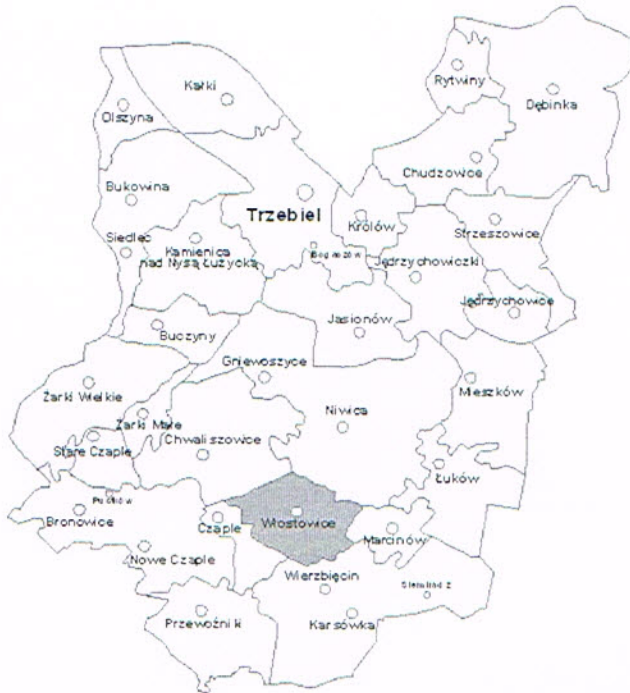 Rytwiny
Kałki
Dębinka
Olszyna
Chudzowice
Bukowina
Trzebiel
Królów
Strzeszowice
Siedlec
Kamienica
nad Nysą Łużycką
Jędrzychowiczki
Jędrzychowice
Buczyny
Jasionów
Gniewoszyce
Żarki Wielkie
Mieszków
Żarki Małe
Niwica
Stare Czaple
Chwaliszowice
Łuków
Bronowice
Czaple
Włostowice
Marcinów
Nowe Czaple
Wierzbięcin
Przewoźniki
Karsówka